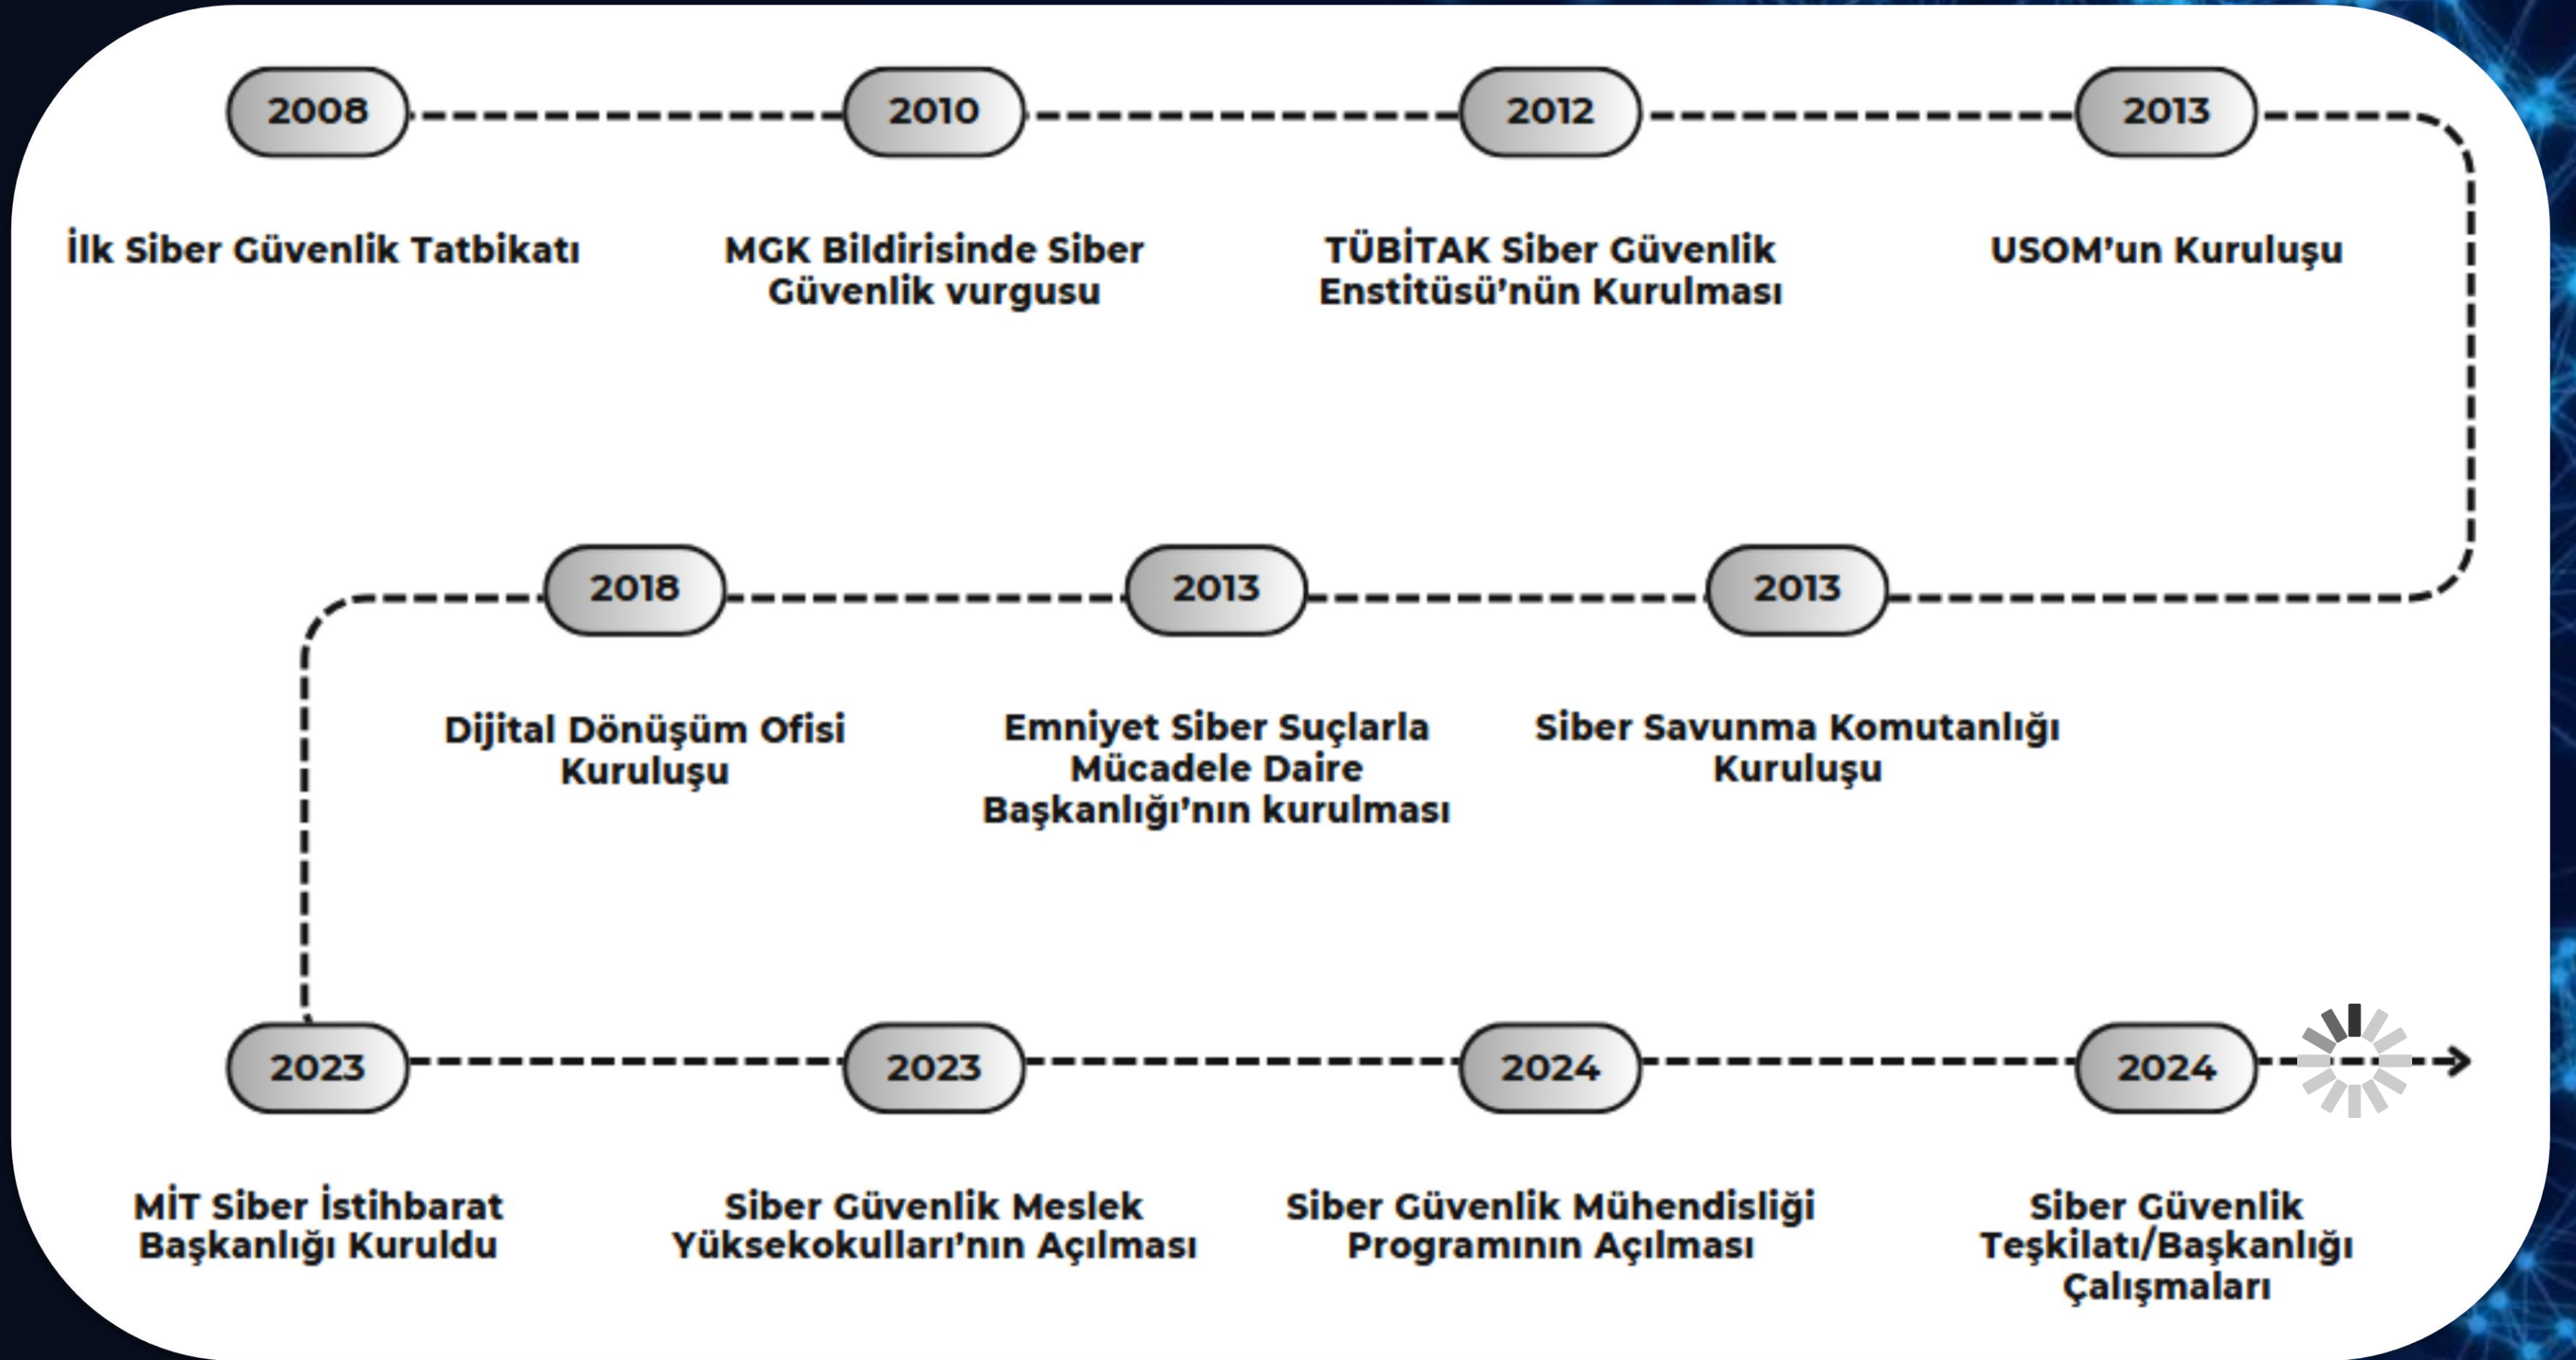 2008
2010
2012
2013
İlk Siber Güvenlik Tatbikatı
MGK Bildirisinde Siber
Güvenlik vurgusu
TÜBİTAK Siber Güvenlik
Enstitüsü’nün Kurulması
USOM’un Kuruluşu
2013
Siber Savunma Komutanlığı
Kuruluşu
2013
Emniyet Siber Suçlarla
Mücadele Daire
Başkanlığı’nın kurulması
2018
Dijital Dönüşüm Ofisi
Kuruluşu
2023
MİT Siber İstihbarat
Başkanlığı Kuruldu
2023
Siber Güvenlik Meslek
Yüksekokulları’nın Açılması
2024
Siber Güvenlik Mühendisliği
Programının Açılması
2024
Siber Güvenlik
Teşkilatı/Başkanlığı
Çalışmaları